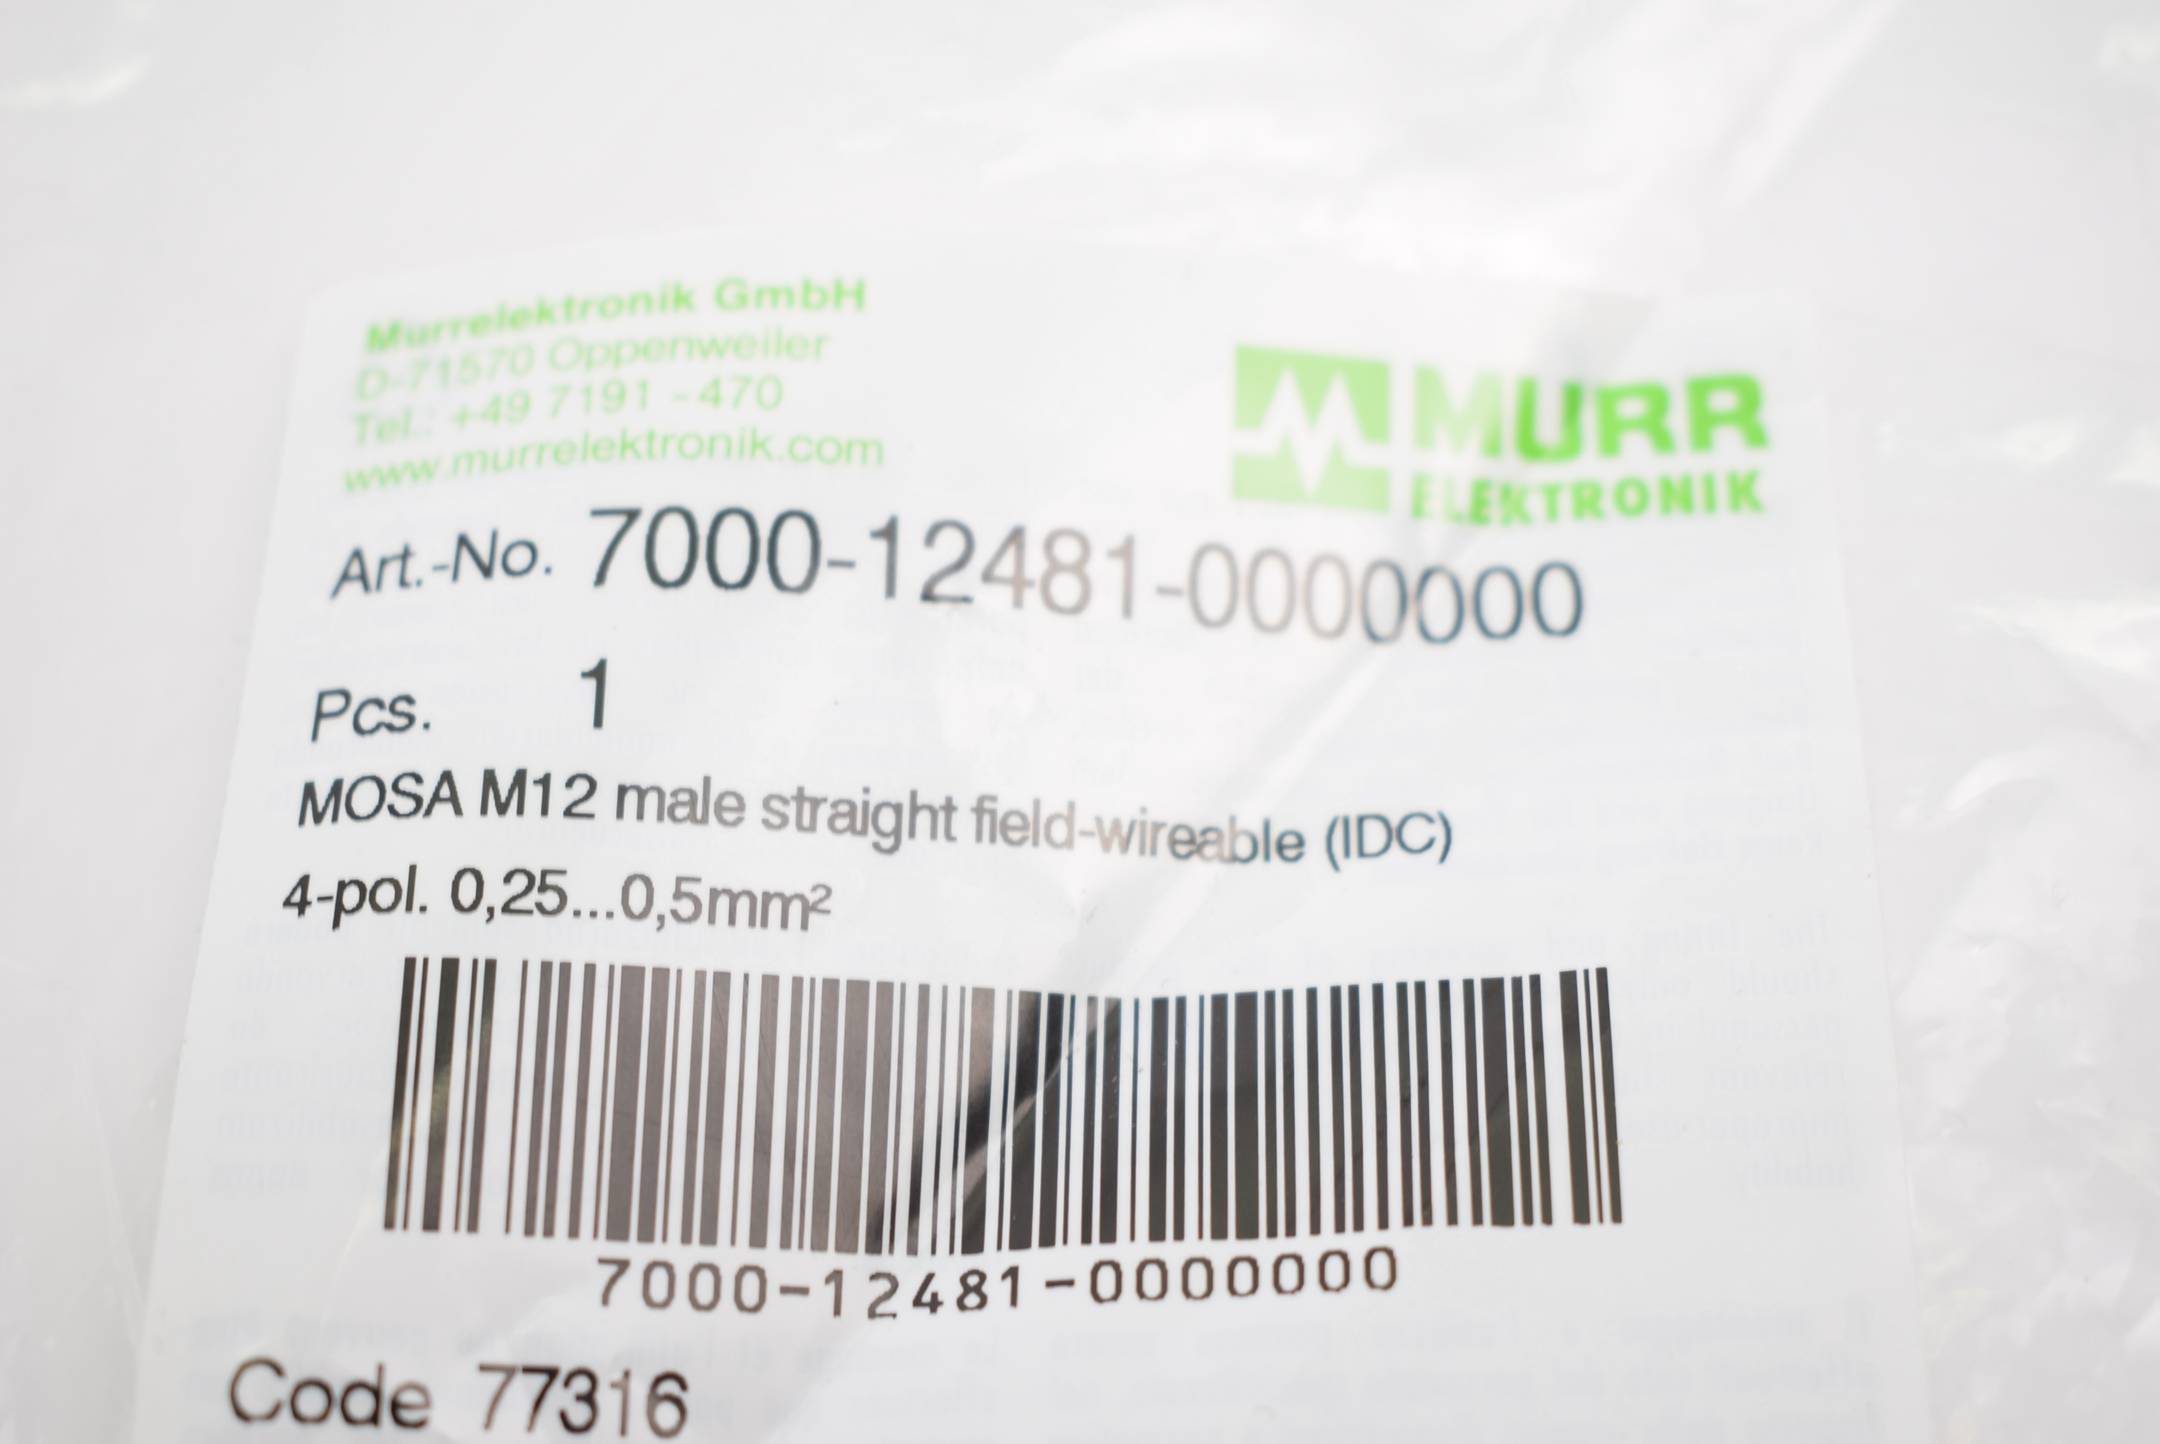 Murrelektronik GmbH
D-71570 Oppenweiler
Tel.: +49 7191 - 470
www.murrelektronik.com
MURR
ELEKTRONIK
Art.-No. 7000-12481-0000000
Pcs. 1
MOSA M12 male straight field-wireable (IDC)
4-pol. 0,25...0,5mm²
7000-12481-0000000
Code 77316